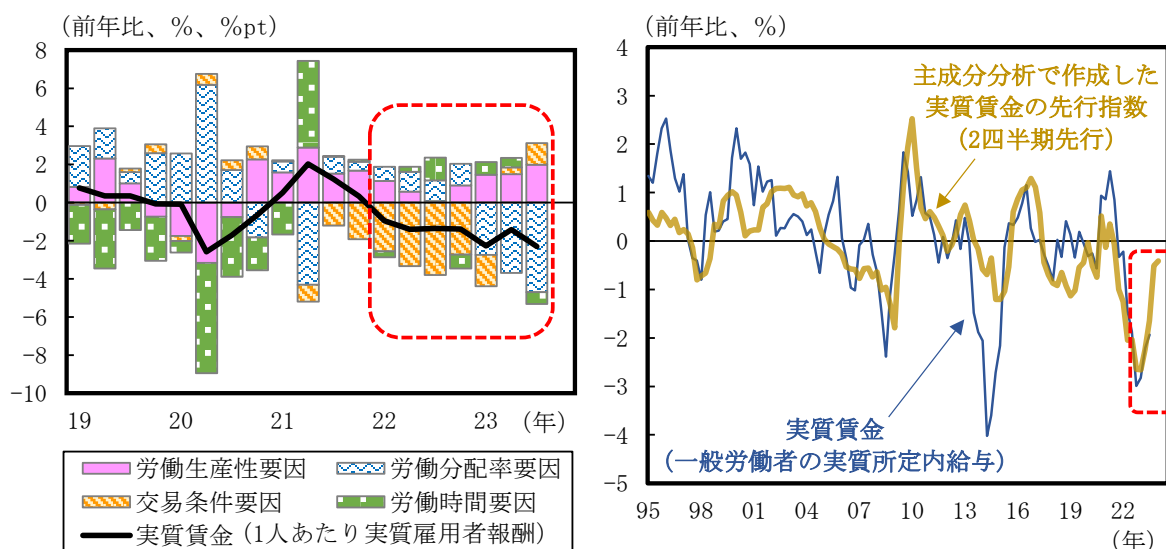 (前年比、%、%pt)
8
6
4
2
0
−2
−4
−6
−8
−10
19
20
21
22
23
(年)
労働生産性要因
労働分配率要因
交易条件要因
労働時間要因
実質賃金(1人あたり実質雇用者報酬)
(前年比、%)
4
3
2
1
0
−1
−2
−3
−4
−5
主成分分析で作成した
実質賃金の先行指数
(2四半期先行)
実質賃金
(一般労働者の実質所定内給与)
95
98
01
04
07
10
13
16
19
22
(年)